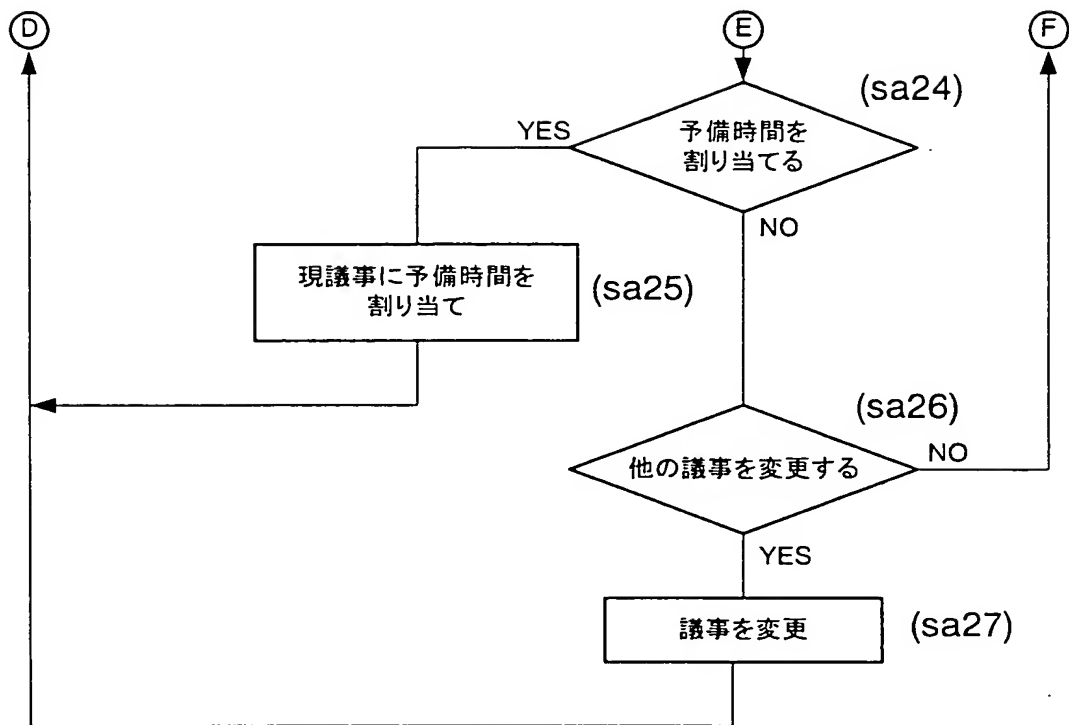 D
E
F
(sa24)
YES
予備時間を
割り当てる
NO
現議事に予備時間を
割り当て
(sa25)
(sa26)
他の議事を変更する
NO
YES
議事を変更
(sa27)